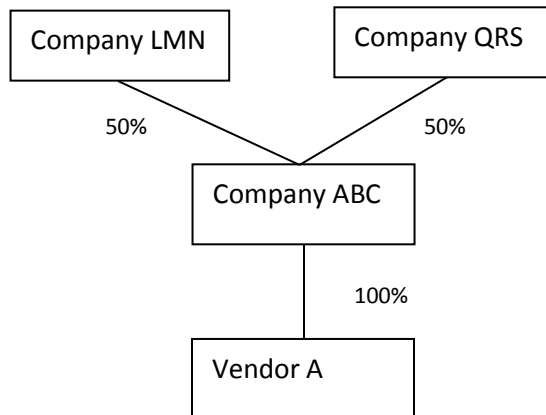 Company LMN
Company QRS
50%
50%
Company ABC
100%
Vendor A